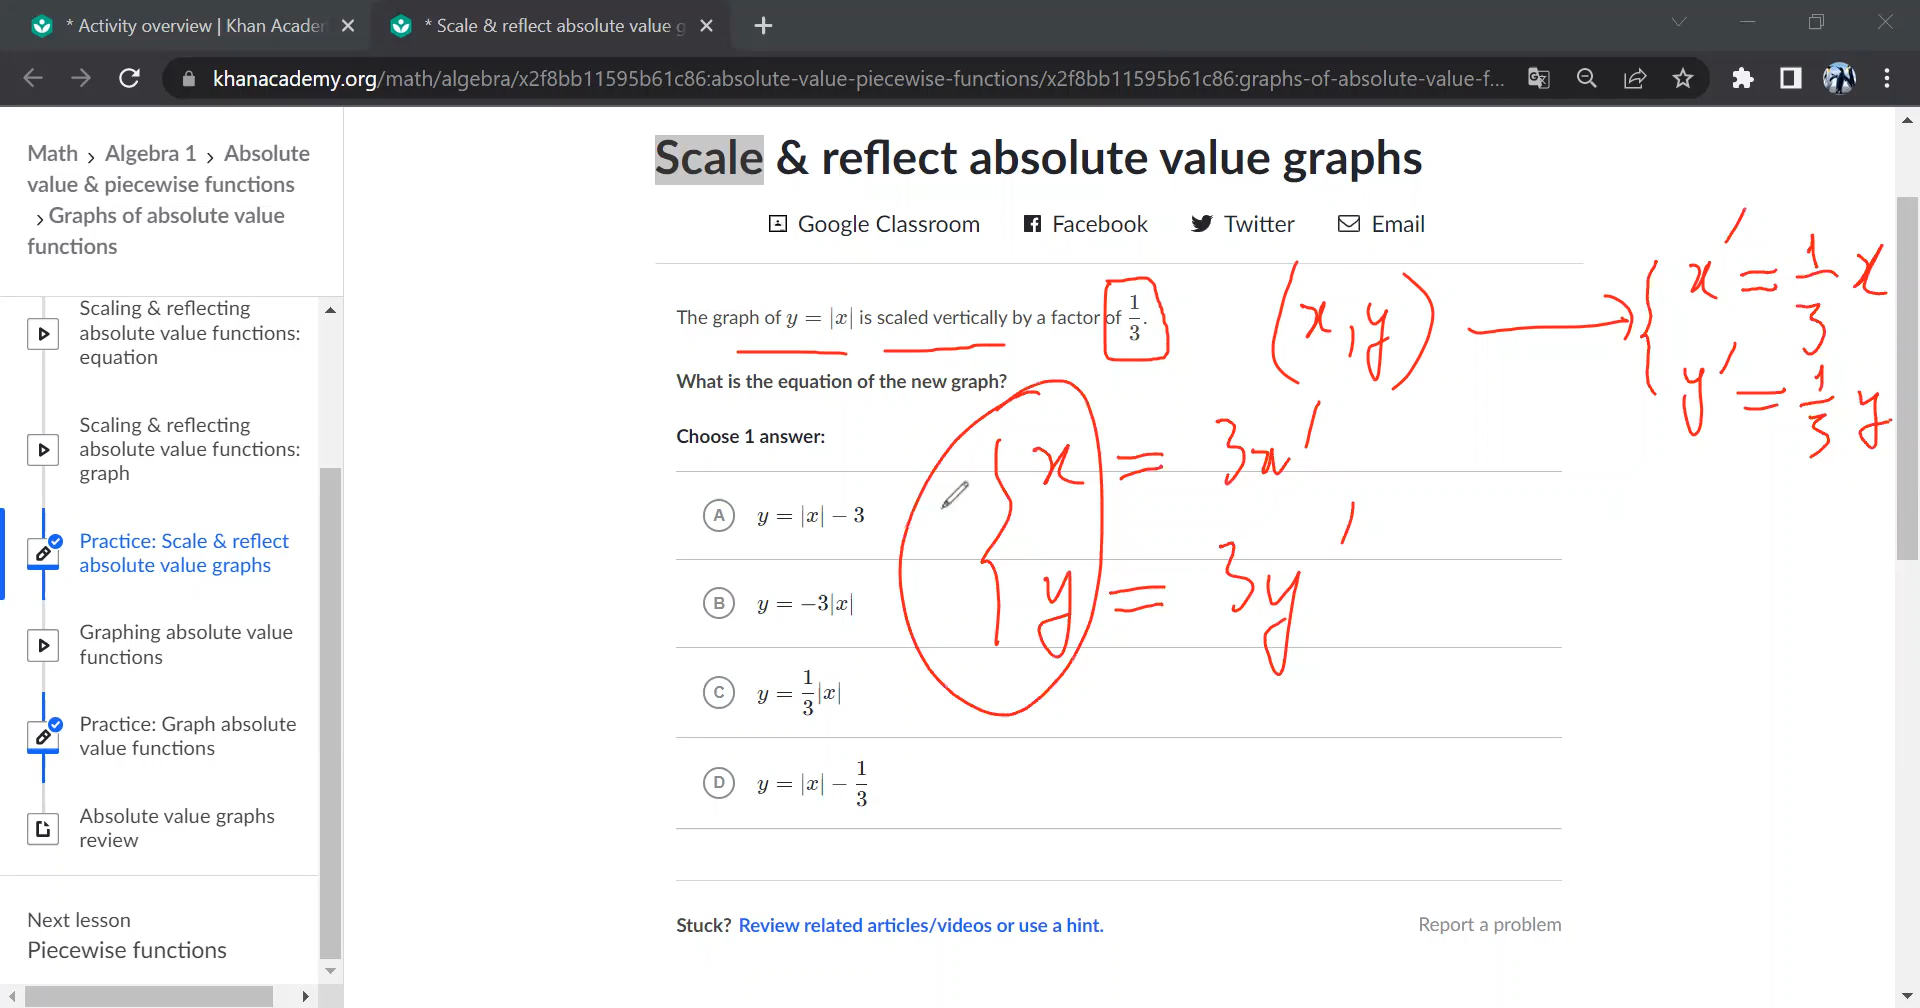 * Activity overview | Khan Acader
* Scale & reflect absolute value g
khanacademy.org/math/algebra/x2f8bb11595b61c86:absolute-value-piecewise-functions/x2f8bb11595b61c86:graphs-of-absolute-value-f...
Math > Algebra 1 > Absolute
value & piecewise functions
> Graphs of absolute value
functions
Scaling & reflecting
absolute value functions:
equation
Scaling & reflecting
absolute value functions:
graph
Practice: Scale & reflect
absolute value graphs
Graphing absolute value
functions
Practice: Graph absolute
value functions
Absolute value graphs
review
Next lesson
Piecewise functions
Scale & reflect absolute value graphs
Google Classroom Facebook Twitter Email
The graph of y = |x| is scaled vertically by a factor of 1/3.
What is the equation of the new graph?
Choose 1 answer:
A y = |x| − 3
B y = −3|x|
C y = 1/3|x|
D y = |x| − 1/3
Stuck? Review related articles/videos or use a hint.
Report a problem
(x, y) → { x' = 1/3 x
y' = 1/3 y
{ x = 3x'
y = 3y'